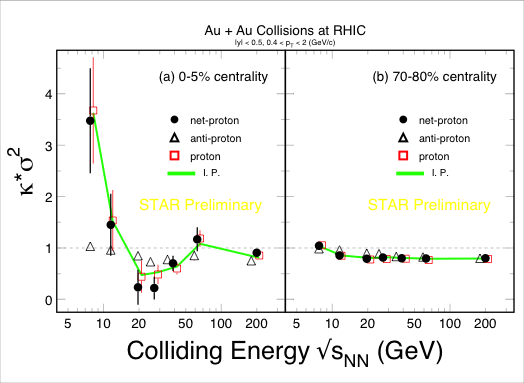 Au + Au Collisions at RHIC
|y| < 0.5, 0.4 < pT < 2 (GeV/c)
(a) 0-5% centrality
(b) 70-80% centrality
net-proton
anti-proton
proton
I. P.
net-proton
anti-proton
proton
I. P.
STAR Preliminary
STAR Preliminary
κ*σ²
4
3
2
1
0
5 10 20 50 100 200
5 10 20 50 100 200
Colliding Energy √sNN (GeV)